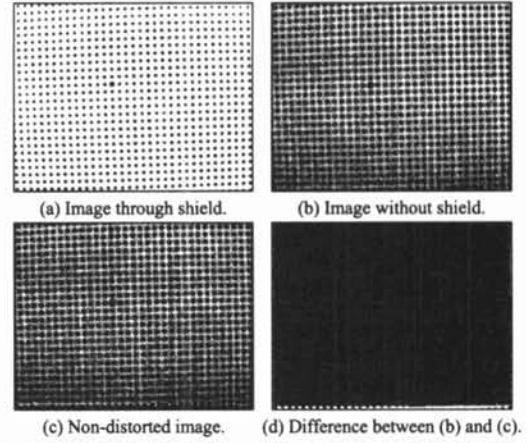 (a) Image through shield.
(b) Image without shield.
(c) Non-distorted image.
(d) Difference between (b) and (c).